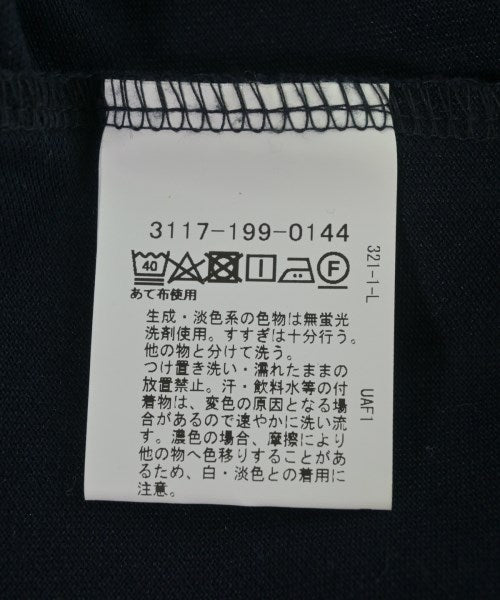 3117-199-0144
40 F
あて布使用
生成・淡色系の色物は無蛍光
洗剤使用。すすぎは十分行う。
他の物と分けて洗う。
つけ置き洗い・濡れたままの
放置禁止。汗・飲料水等の付
着物は、変色の原因となる場
合があるので速やかに洗い流
す。濃色の場合、摩擦により
他の物へ色移りすることがあ
るため、白・淡色との着用に
注意。
321-1-L
UAF1